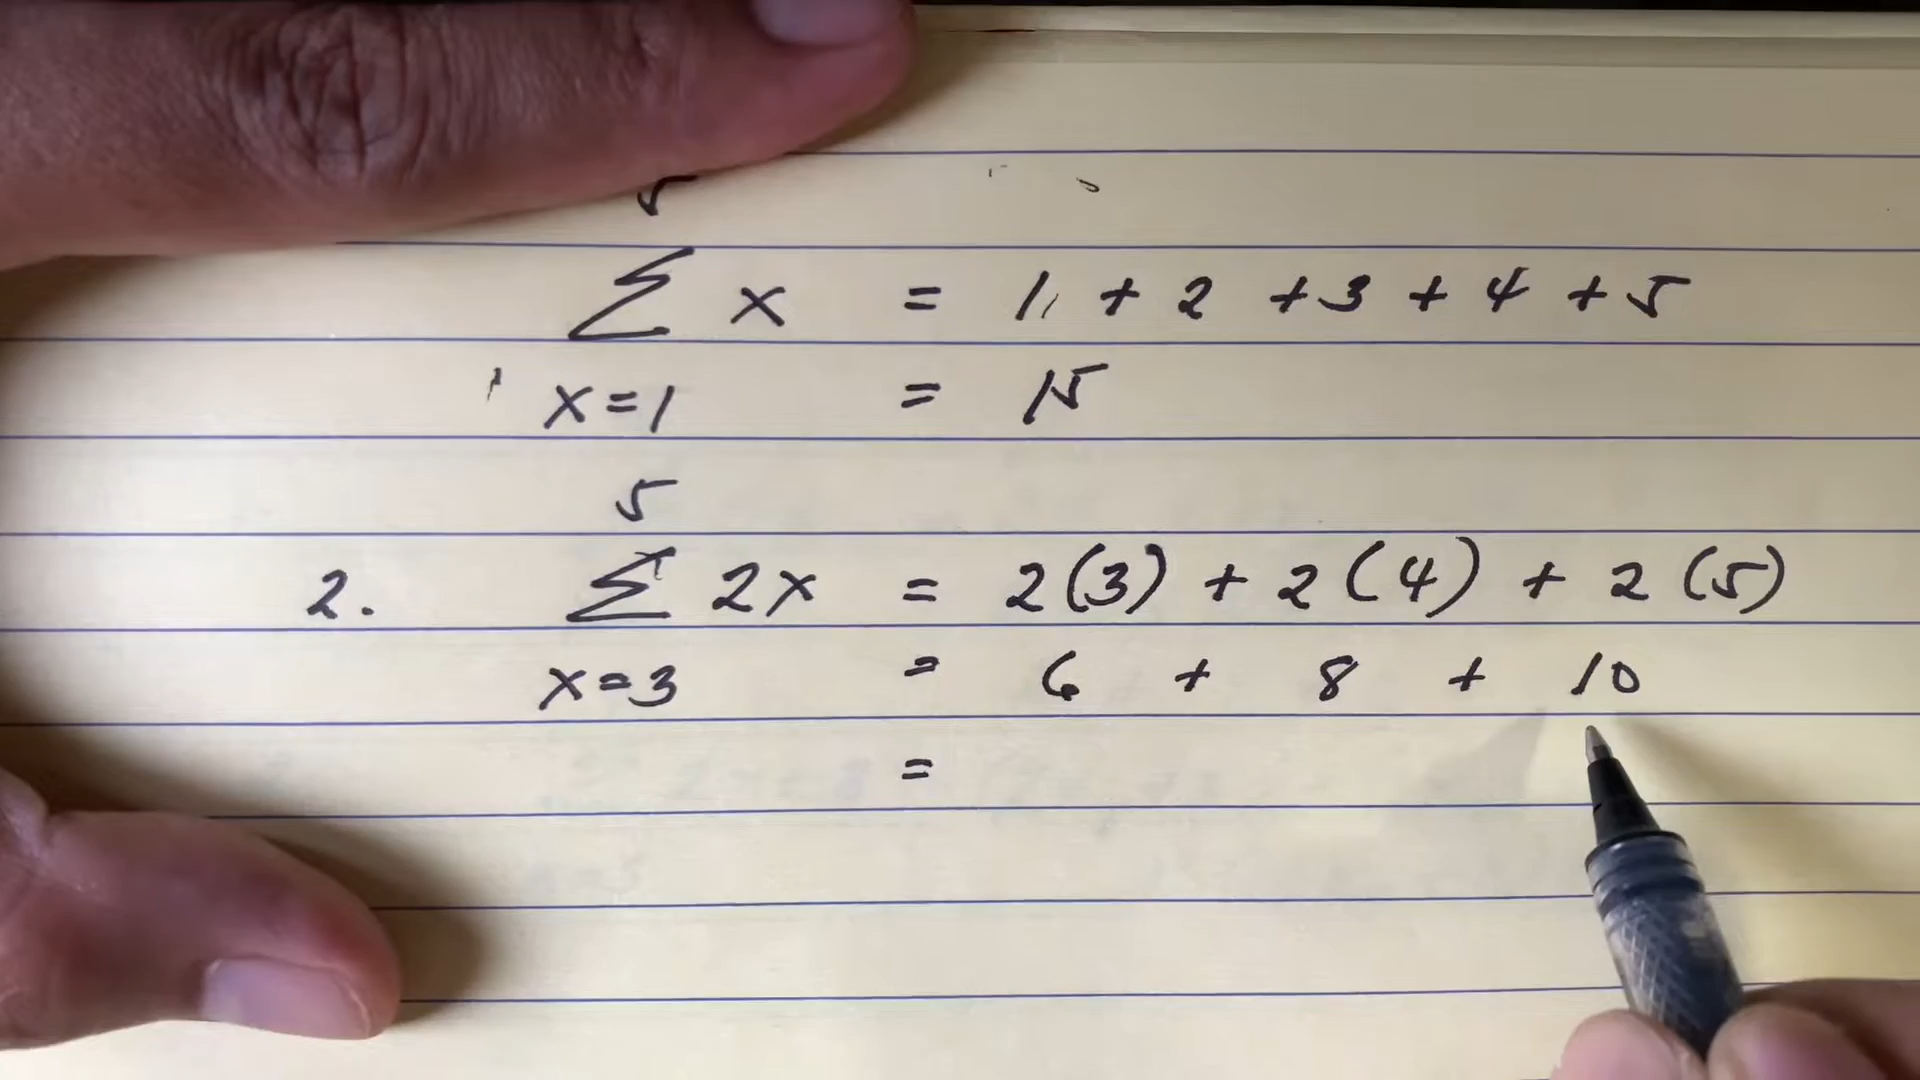 5
∑ x = 1 + 2 + 3 + 4 + 5
x=1 = 15
5
2. ∑ 2x = 2(3) + 2(4) + 2(5)
x=3 = 6 + 8 + 10
=